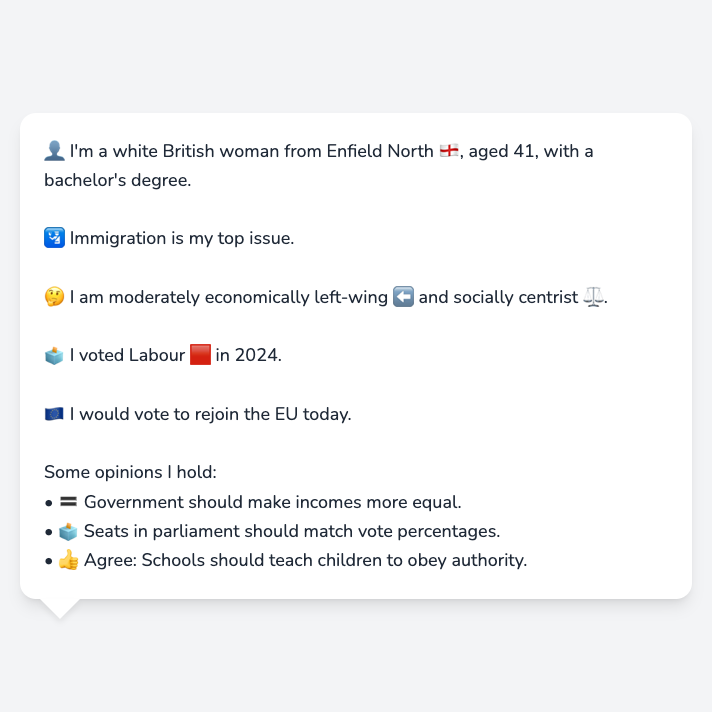 👤 I'm a white British woman from Enfield North 🏴󠁧󠁢󠁥󠁮󠁧󠁿, aged 41, with a
bachelor's degree.
🛂 Immigration is my top issue.
🤔 I am moderately economically left-wing ⬅️ and socially centrist ⚖️.
🗳️ I voted Labour 🟥 in 2024.
🇪🇺 I would vote to rejoin the EU today.
Some opinions I hold:
• 🟰 Government should make incomes more equal.
• 🗳️ Seats in parliament should match vote percentages.
• 👍 Agree: Schools should teach children to obey authority.